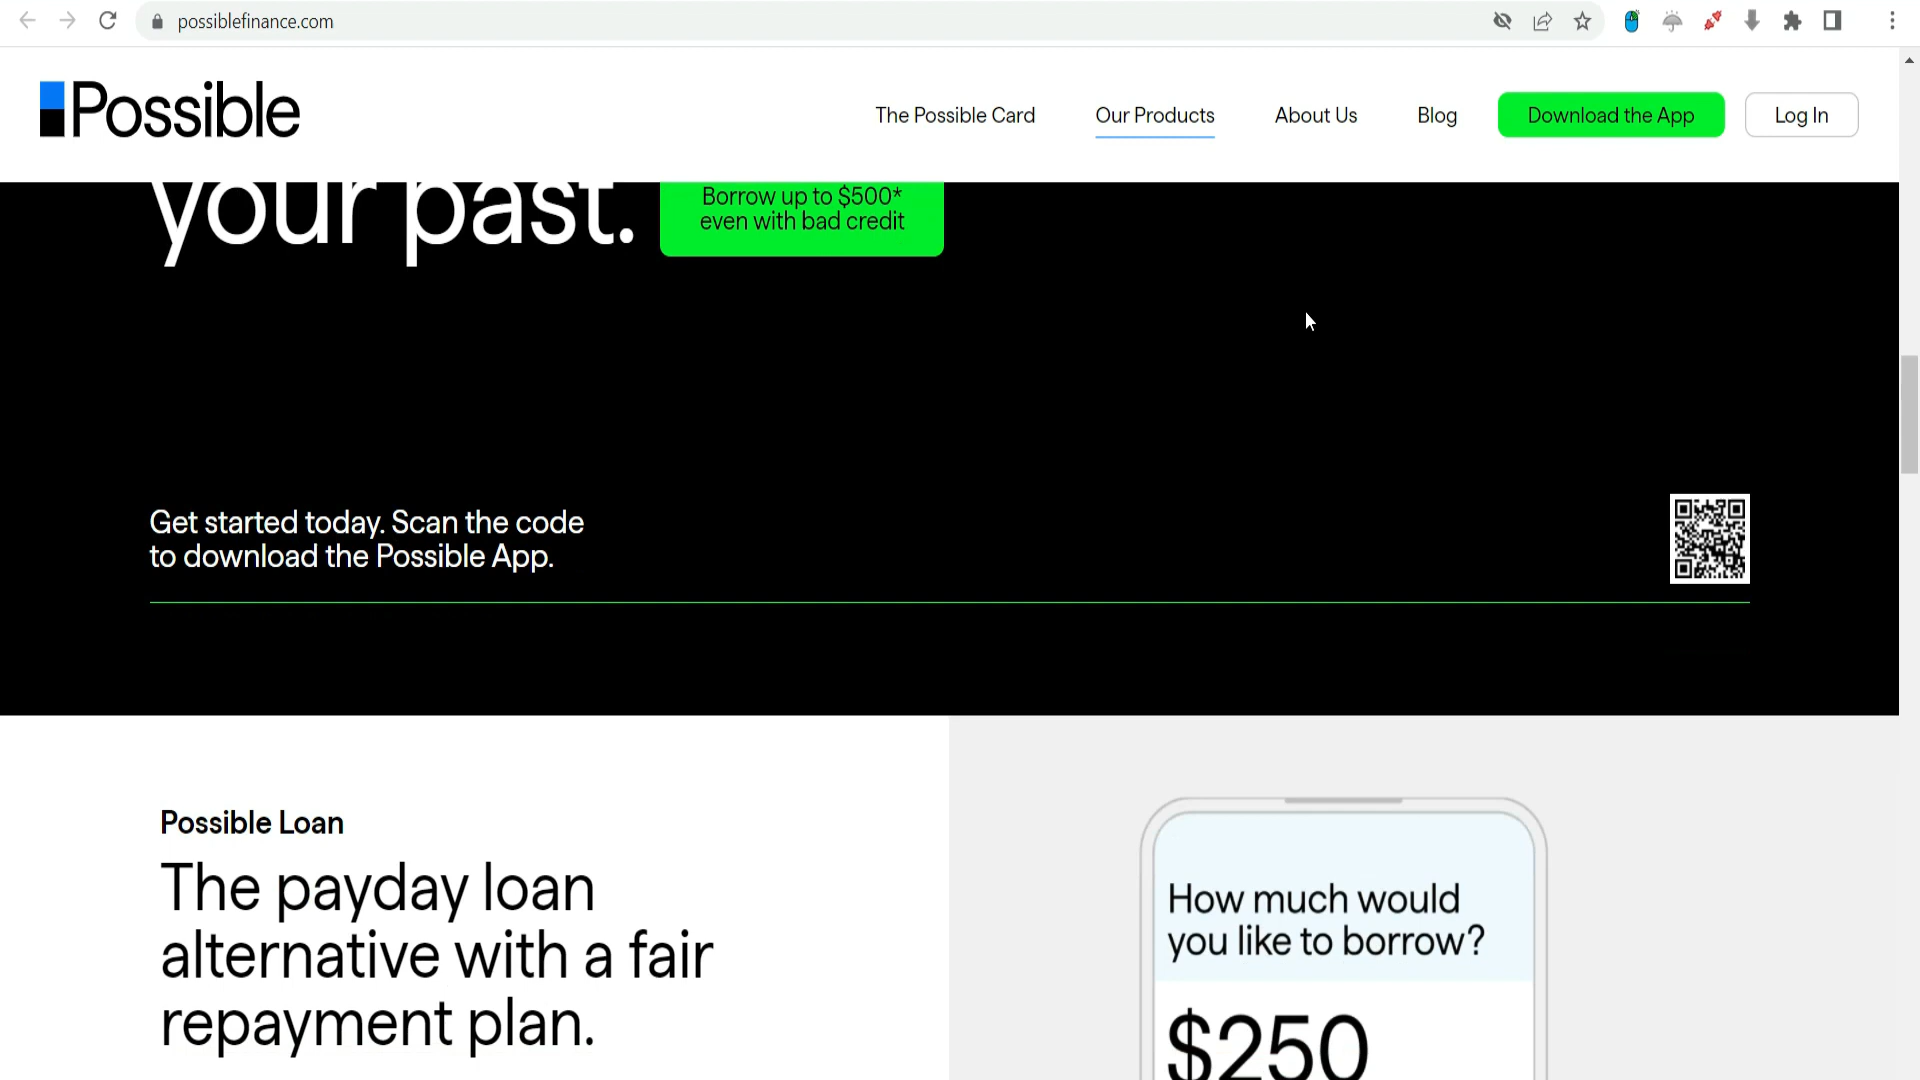 possiblefinance.com
Possible
The Possible Card
Our Products
About Us
Blog
Download the App
Log In
your past.
Borrow up to $500*
even with bad credit
Get started today. Scan the code
to download the Possible App.
Possible Loan
The payday loan
alternative with a fair
repayment plan.
How much would
you like to borrow?
$250